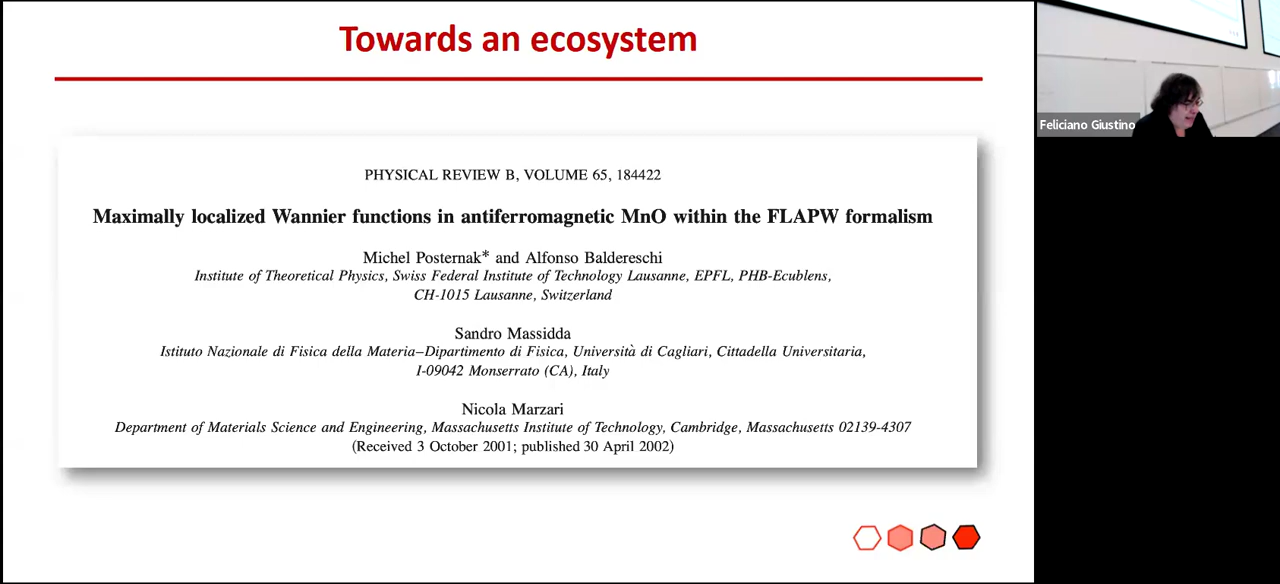 Towards an ecosystem
PHYSICAL REVIEW B, VOLUME 65, 184422
Maximally localized Wannier functions in antiferromagnetic MnO within the FLAPW formalism
Michel Posternak* and Alfonso Baldereschi
Institute of Theoretical Physics, Swiss Federal Institute of Technology Lausanne, EPFL, PHB-Ecublens,
CH-1015 Lausanne, Switzerland
Sandro Massidda
Istituto Nazionale di Fisica della Materia–Dipartimento di Fisica, Università di Cagliari, Cittadella Universitaria,
I-09042 Monserrato (CA), Italy
Nicola Marzari
Department of Materials Science and Engineering, Massachusetts Institute of Technology, Cambridge, Massachusetts 02139-4307
(Received 3 October 2001; published 30 April 2002)
Feliciano Giustino